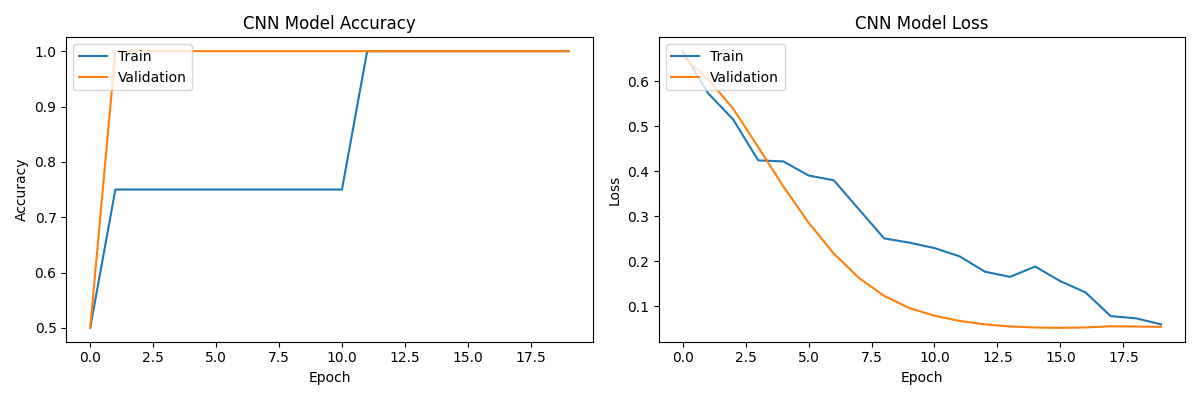 CNN Model Accuracy
Train
Validation
1.0
0.9
0.8
0.7
0.6
0.5
Accuracy
0.0 2.5 5.0 7.5 10.0 12.5 15.0 17.5
Epoch
CNN Model Loss
Train
Validation
0.6
0.5
0.4
0.3
0.2
0.1
Loss
0.0 2.5 5.0 7.5 10.0 12.5 15.0 17.5
Epoch